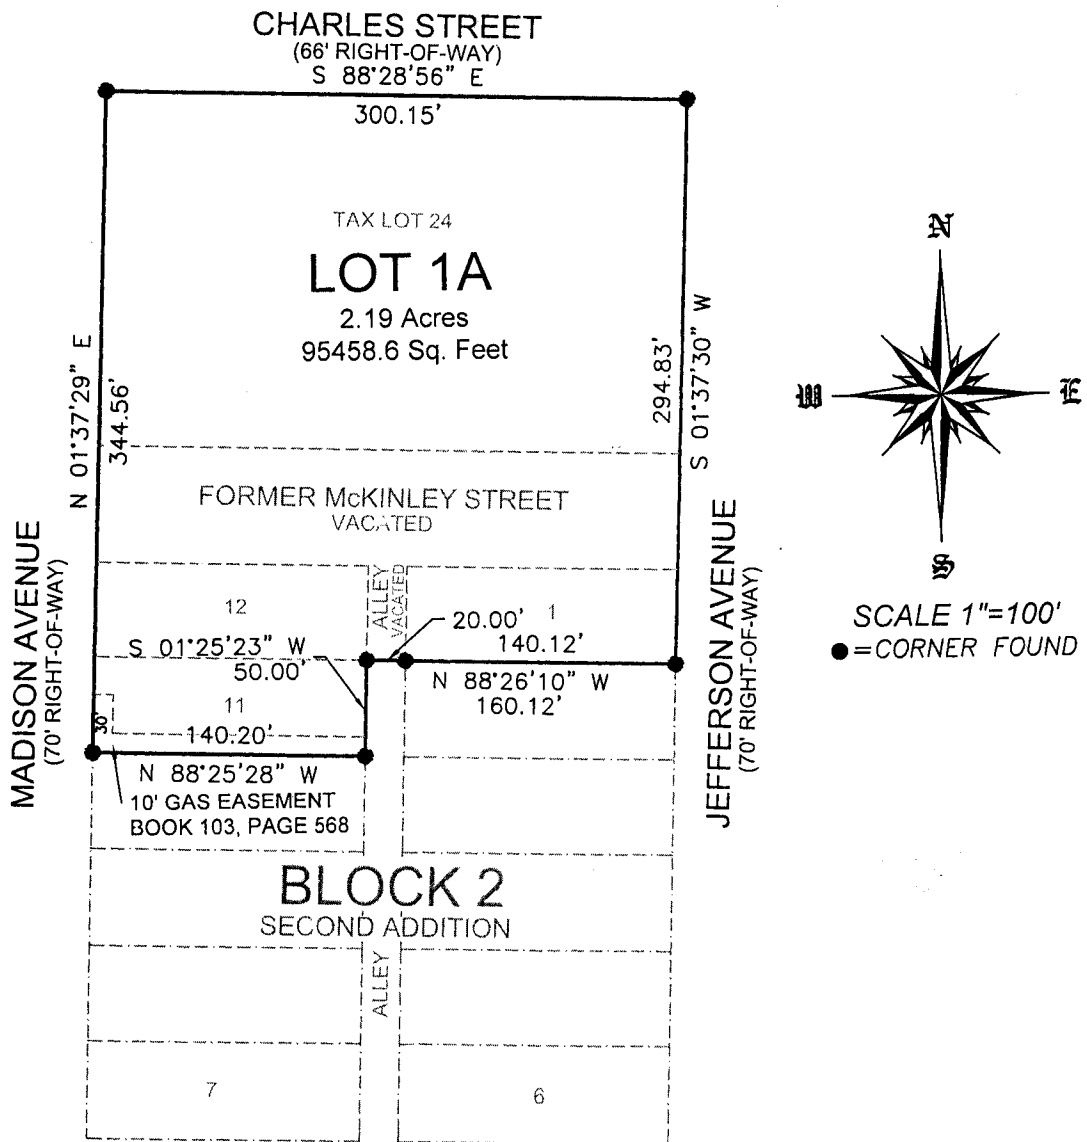 CHARLES STREET
(66' RIGHT-OF-WAY)
S 88°28'56" E
300.15'
TAX LOT 24
LOT 1A
2.19 Acres
95458.6 Sq. Feet
N 01°37'29" E
344.56'
294.83'
S 01°37'30" W
N
W
E
S
FORMER McKINLEY STREET
VACATED
MADISON AVENUE
(70' RIGHT-OF-WAY)
JEFFERSON AVENUE
(70' RIGHT-OF-WAY)
SCALE 1"=100'
=CORNER FOUND
12
ALLEY
VACATED
1
20.00'
140.12'
S 01°25'23" W
50.00'
N 88°26'10" W
160.12'
11
30'
140.20'
N 88°25'28" W
10' GAS EASEMENT
BOOK 103, PAGE 568
BLOCK 2
SECOND ADDITION
ALLEY
7
6